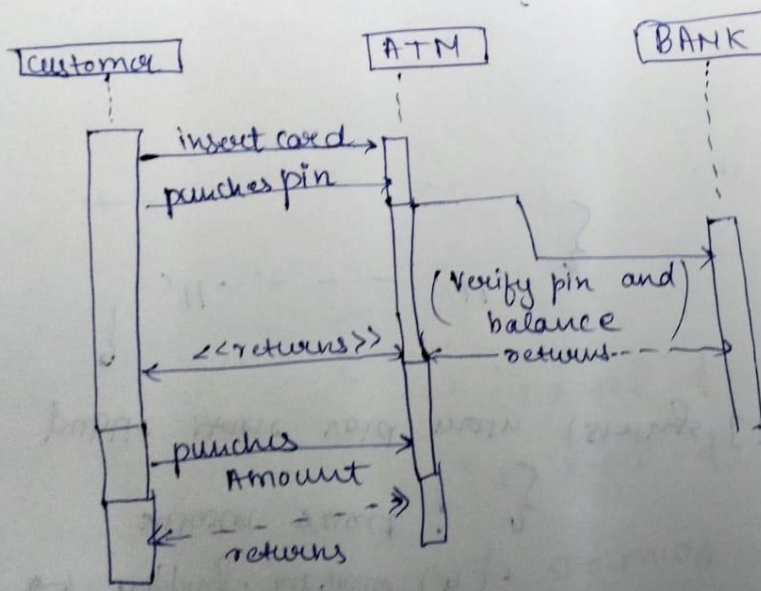 Customer
ATM
BANK
insert card
punches pin
(Verify pin and
balance)
<<returns>>
returns
punches
Amount
returns